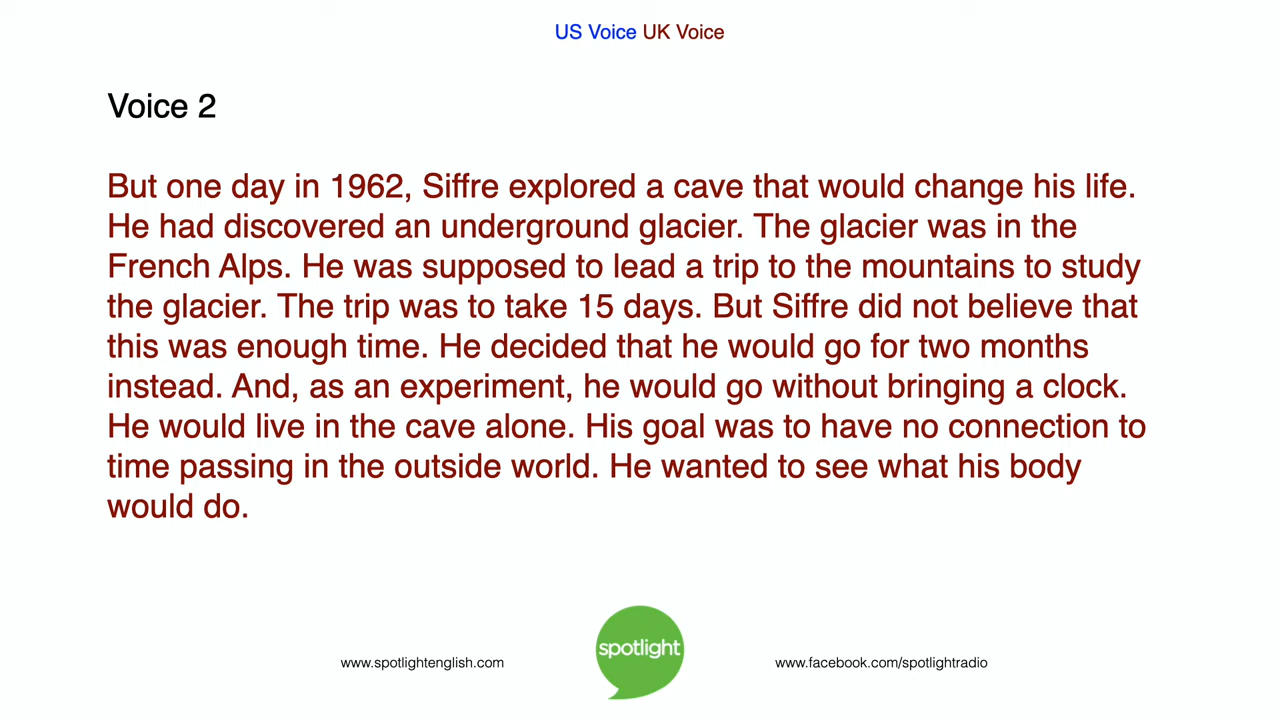 US Voice UK Voice
Voice 2
But one day in 1962, Siffre explored a cave that would change his life.
He had discovered an underground glacier. The glacier was in the
French Alps. He was supposed to lead a trip to the mountains to study
the glacier. The trip was to take 15 days. But Siffre did not believe that
this was enough time. He decided that he would go for two months
instead. And, as an experiment, he would go without bringing a clock.
He would live in the cave alone. His goal was to have no connection to
time passing in the outside world. He wanted to see what his body
would do.
www.spotlightenglish.com
spotlight
www.facebook.com/spotlightradio